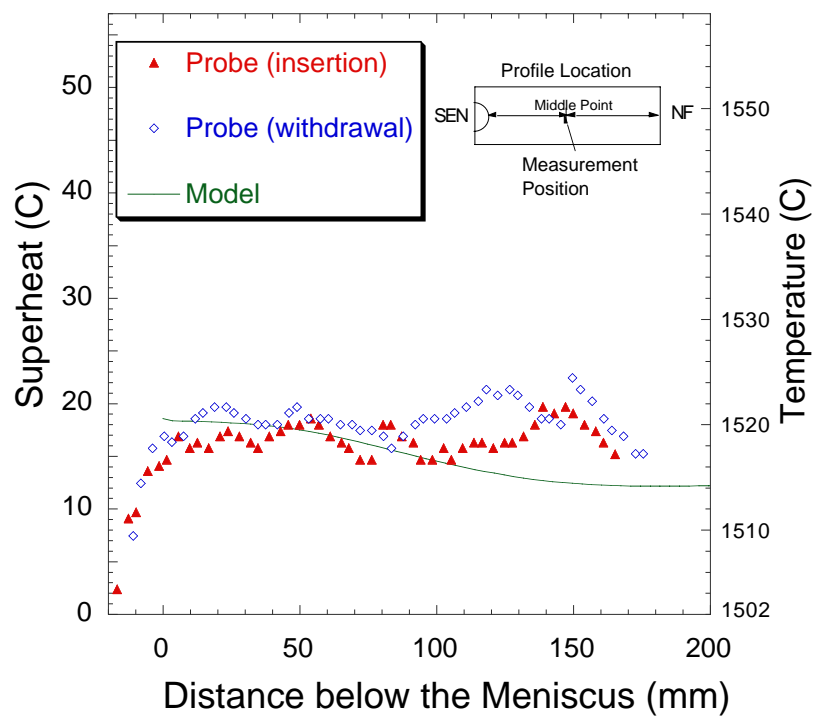 Probe (insertion)
Probe (withdrawal)
Model
Profile Location
SEN
Middle Point
NF
Measurement
Position
Superheat (C)
50
40
30
20
10
0
Temperature (C)
1550
1540
1530
1520
1510
1502
0
50
100
150
200
Distance below the Meniscus (mm)